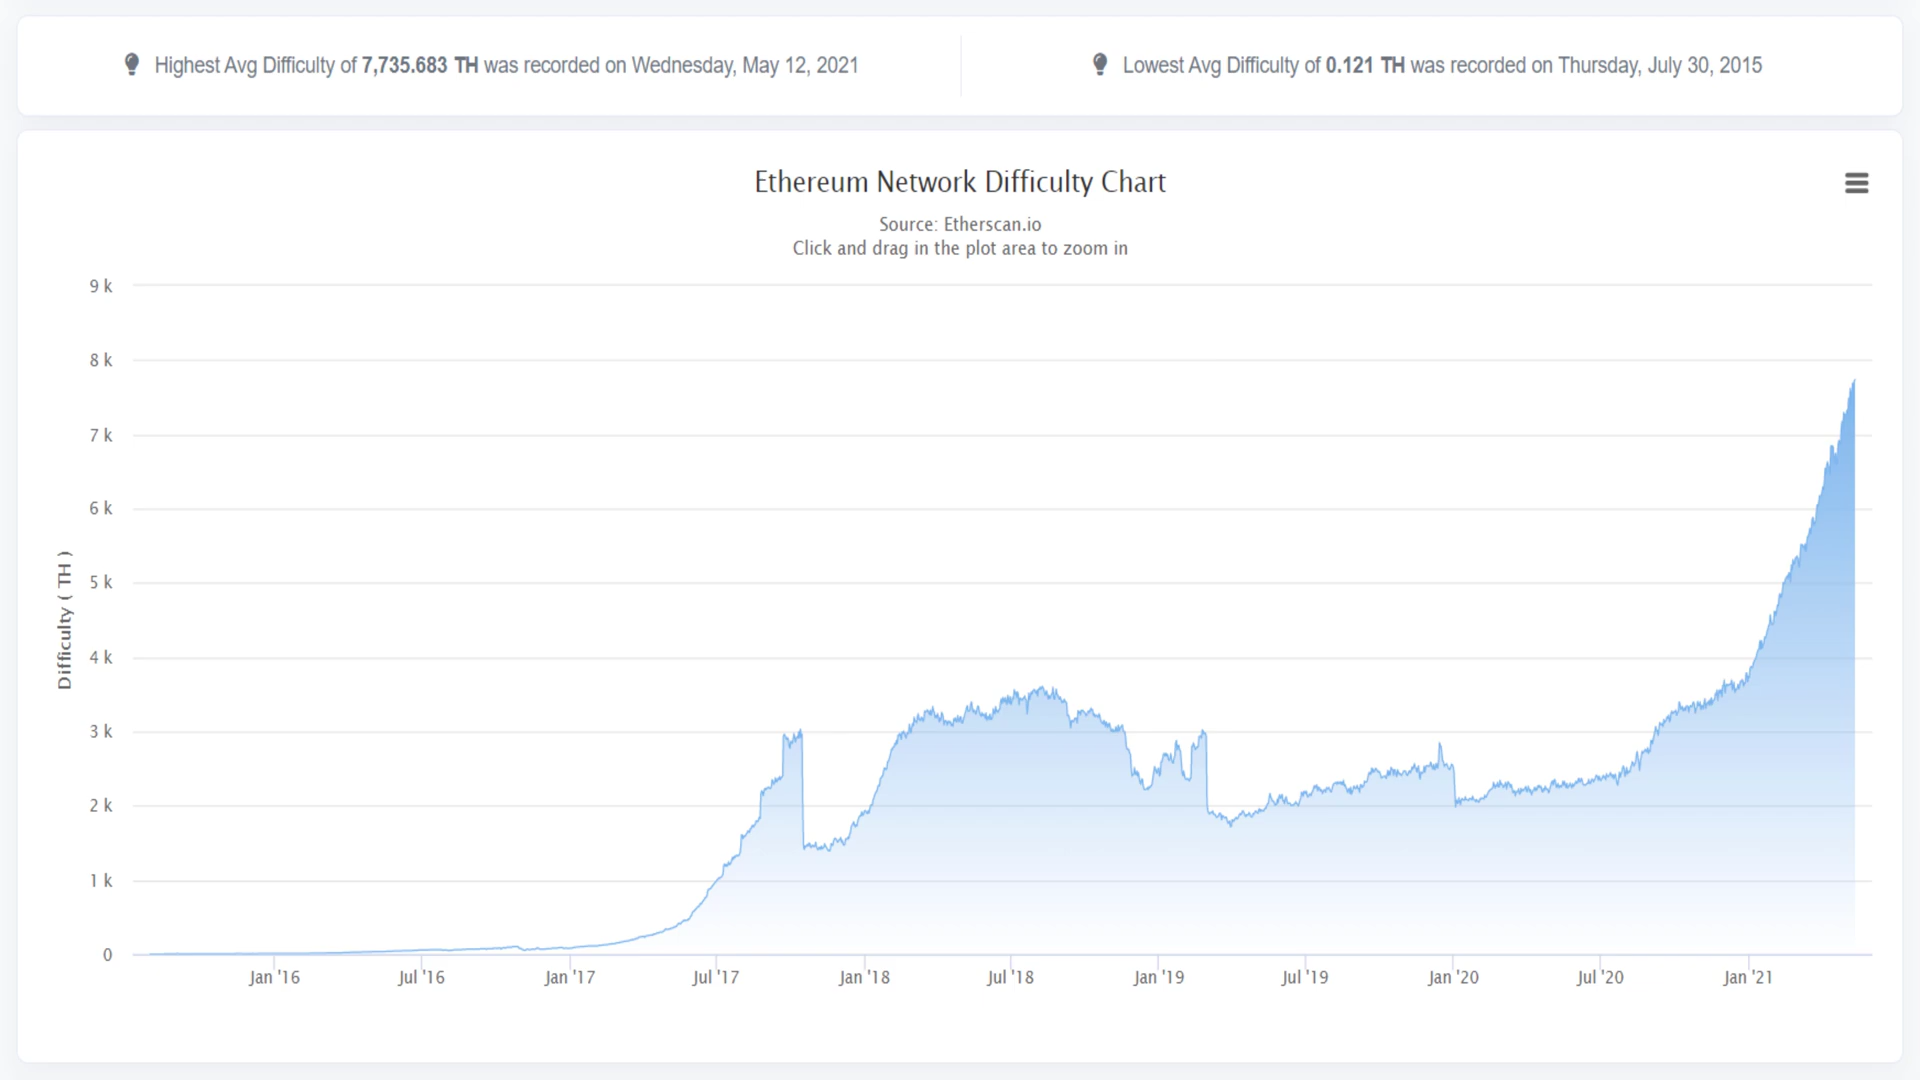 Highest Avg Difficulty of 7,735.683 TH was recorded on Wednesday, May 12, 2021
Lowest Avg Difficulty of 0.121 TH was recorded on Thursday, July 30, 2015
Ethereum Network Difficulty Chart
Source: Etherscan.io
Click and drag in the plot area to zoom in
9 k
8 k
7 k
6 k
5 k
4 k
3 k
2 k
1 k
0
Difficulty ( TH )
Jan '16
Jul '16
Jan '17
Jul '17
Jan '18
Jul '18
Jan '19
Jul '19
Jan '20
Jul '20
Jan '21